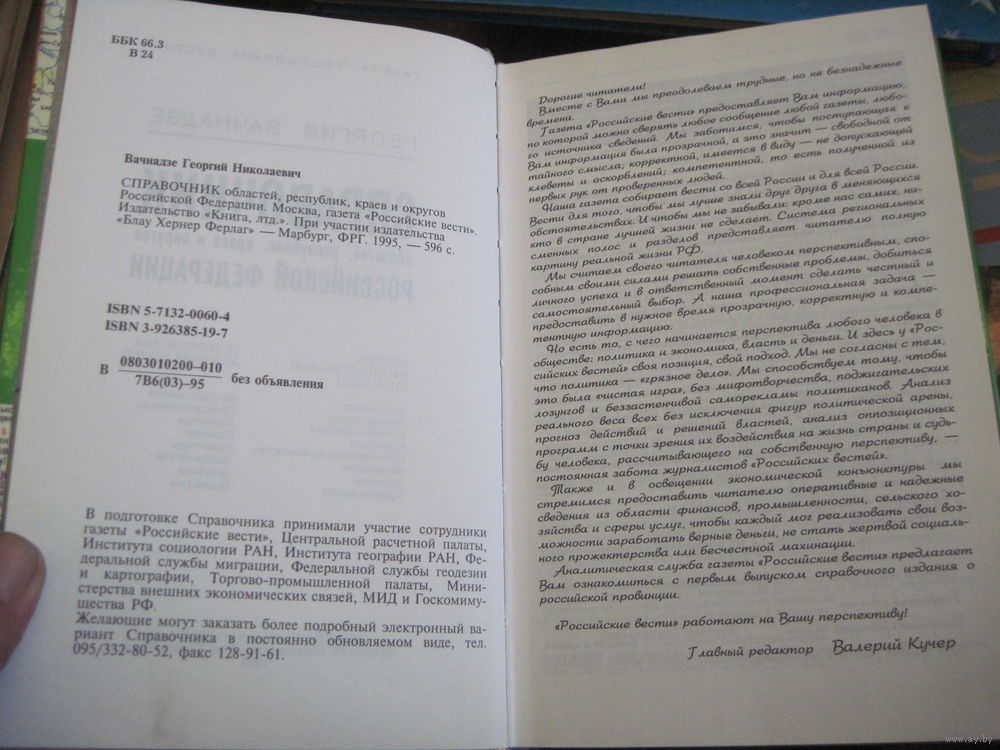 ББК 66.3
В 24
Вачнадзе Георгий Николаевич
СПРАВОЧНИК областей, республик, краев и округов
Российской Федерации. Москва, газета «Российские вести».
Издательство «Книга, лтд.». При участии издательства
«Блау Хернер Ферлаг» — Марбург, ФРГ. 1995, — 596 с.
ISBN 5-7132-0060-4
ISBN 3-926385-19-7
В 0803010200–010
7В6(03)–95 без объявления
В подготовке Справочника принимали участие сотрудники
газеты «Российские вести», Центральной расчетной палаты,
Института социологии РАН, Института географии РАН, Фе-
деральной службы миграции, Федеральной службы геодезии
и картографии, Торгово-промышленной палаты, Мини-
стерства внешних экономических связей, МИД и Госкомиму-
щества РФ.
Желающие могут заказать более подробный электронный ва-
риант Справочника в постоянно обновляемом виде, тел.
095/332-80-52, факс 128-91-61.
Дорогие читатели!
Вместе с Вами мы преодолеваем трудные, но не безнадежные
времена.
Газета «Российские вести» предоставляет Вам информацию,
по которой можно сверять любое сообщение любой газеты, любо-
го источника сведений. Мы заботимся, чтобы поступающая к
Вам информация была прозрачной, а это значит — свободной от
тайного смысла; корректной, имеется в виду — не допускающей
клеветы и оскорблений; компетентной, то есть полученной из
первых рук от проверенных людей.
Наша газета собирает вести со всей России и для всей России.
Вести для того, чтобы мы лучше знали друг друга в меняющихся
обстоятельствах. И чтобы мы не забывали: кроме нас самих, ни-
кто в стране лучшей жизни не сделает. Система региональных
сменных полос и разделов представляет читателю полную
картину реальной жизни РФ.
Мы считаем своего читателя человеком перспективным, спо-
собным своими силами решать собственные проблемы, добиться
личного успеха и в ответственный момент сделать честный и
самостоятельный выбор. А наша профессиональная задача —
предоставить в нужное время прозрачную, корректную и компе-
тентную информацию.
Но есть то, с чего начинается перспектива любого человека в
обществе: политика и экономика, власть и деньги. И здесь у «Рос-
сийских вестей» своя позиция, свой подход. Мы не согласны с тем,
что политика — «грязное дело». Мы способствуем тому, чтобы
это была «чистая игра», без мифотворчества, поджигательских
лозунгов и беззастенчивой саморекламы политиканов. Анализ
реального веса всех без исключения фигур политической арены,
прогноз действий и решений властей, анализ оппозиционных
программ с точки зрения их воздействия на жизнь страны и судь-
бу человека, рассчитывающего на собственную перспективу, —
постоянная забота журналистов «Российских вестей».
Также и в освещении экономической конъюнктуры мы
стремимся предоставить читателю оперативные и надежные
сведения из области финансов, промышленности, сельского хо-
зяйства и сферы услуг, чтобы каждый мог реализовать свои воз-
можности заработать верные деньги, не стать жертвой социаль-
ного прожектерства или бесчестной махинации.
Аналитическая служба газеты «Российские вести» предлагает
Вам ознакомиться с первым выпуском справочного издания о
российской провинции.
«Российские вести» работают на Вашу перспективу!
Главный редактор Валерий Кучер
www.ay.by